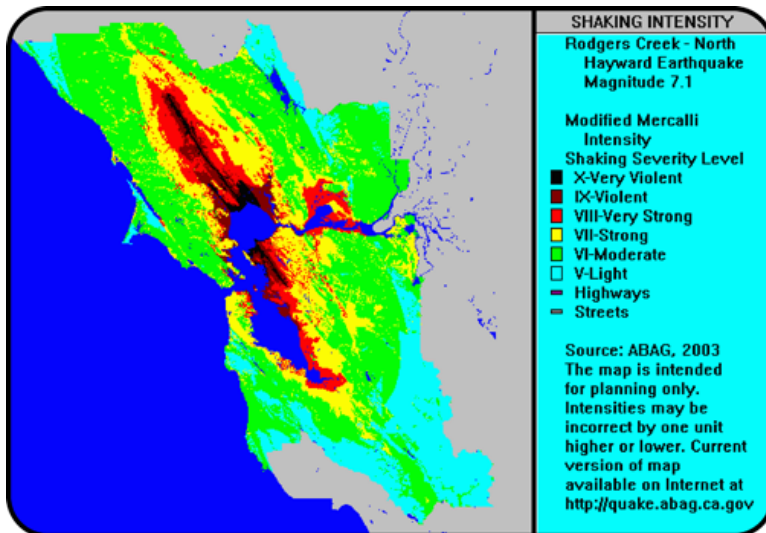 SHAKING INTENSITY
Rodgers Creek - North
Hayward Earthquake
Magnitude 7.1
Modified Mercalli
Intensity
Shaking Severity Level
X-Very Violent
IX-Violent
VIII-Very Strong
VII-Strong
VI-Moderate
V-Light
Highways
Streets
Source: ABAG, 2003
The map is intended
for planning only.
Intensities may be
incorrect by one unit
higher or lower. Current
version of map
available on Internet at
http://quake.abag.ca.gov